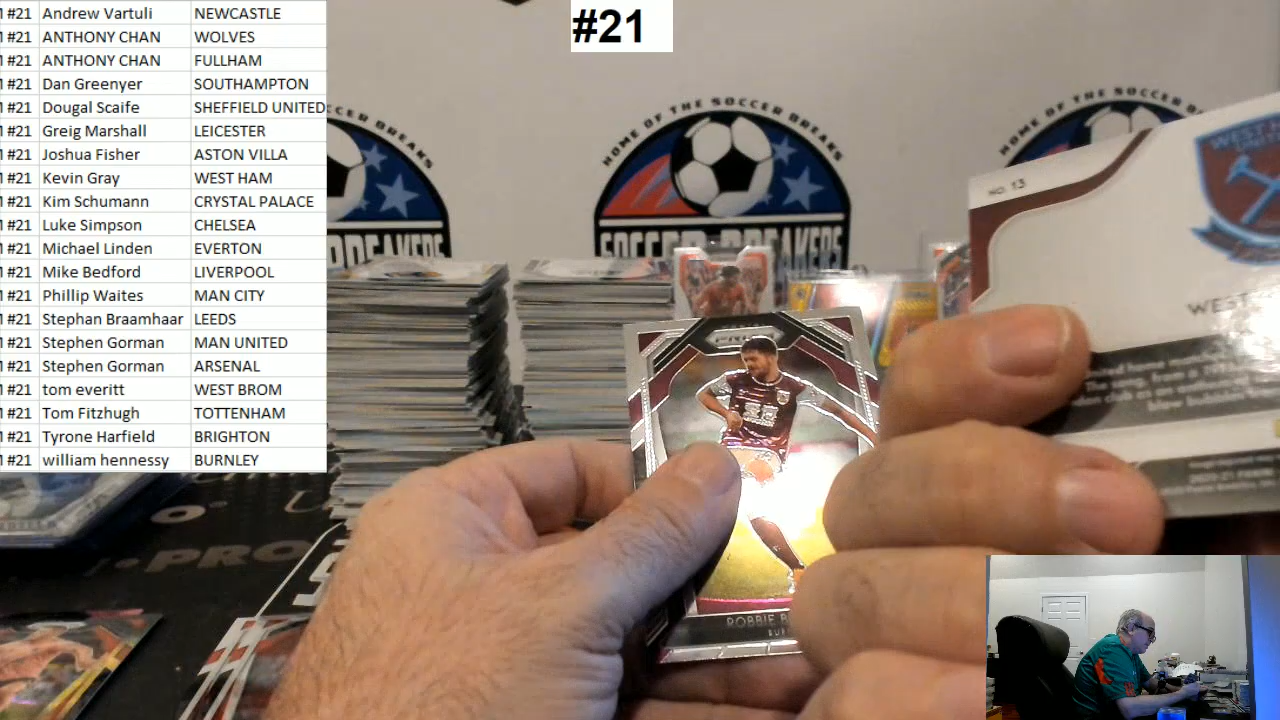 #21 Andrew Vartuli NEWCASTLE
#21 ANTHONY CHAN WOLVES
#21 ANTHONY CHAN FULLHAM
#21 Dan Greenyer SOUTHAMPTON
#21 Dougal Scaife SHEFFIELD UNITED
#21 Greig Marshall LEICESTER
#21 Joshua Fisher ASTON VILLA
#21 Kevin Gray WEST HAM
#21 Kim Schumann CRYSTAL PALACE
#21 Luke Simpson CHELSEA
#21 Michael Linden EVERTON
#21 Mike Bedford LIVERPOOL
#21 Phillip Waites MAN CITY
#21 Stephan Braamhaar LEEDS
#21 Stephen Gorman MAN UNITED
#21 Stephen Gorman ARSENAL
#21 tom everitt WEST BROM
#21 Tom Fitzhugh TOTTENHAM
#21 Tyrone Harfield BRIGHTON
#21 william hennessy BURNLEY
#21
HOME OF THE SOCCER BREAKS
SOCCER BREAKERS
HOME OF THE SOCCER
BREAKS
BREAKERS
NO. 13
WEST
PRIZM
ROBBIE
PRO